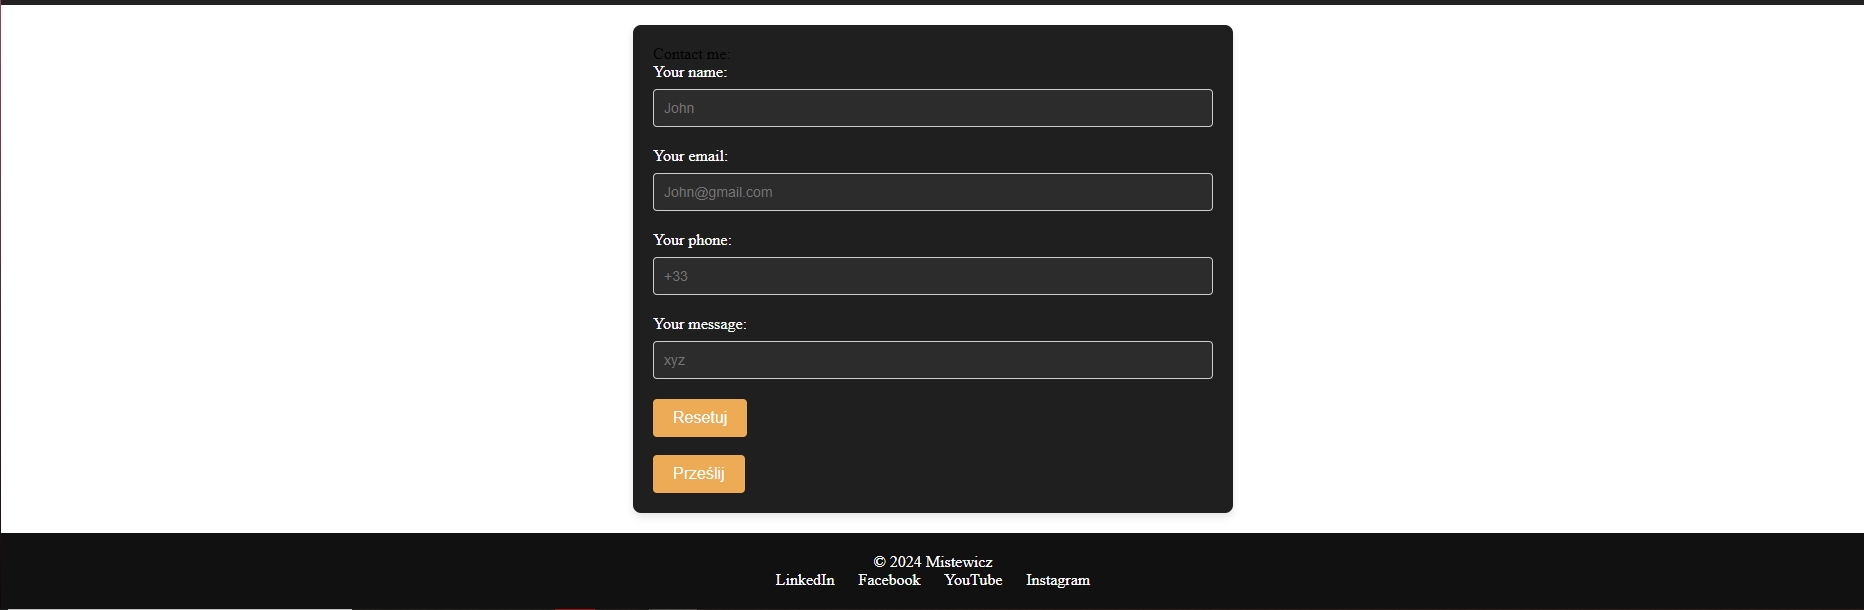 Contact me:
Your name:
John
Your email:
John@gmail.com
Your phone:
+33
Your message:
xyz
Resetuj
Prześlij
© 2024 Mistewicz
LinkedIn Facebook YouTube Instagram